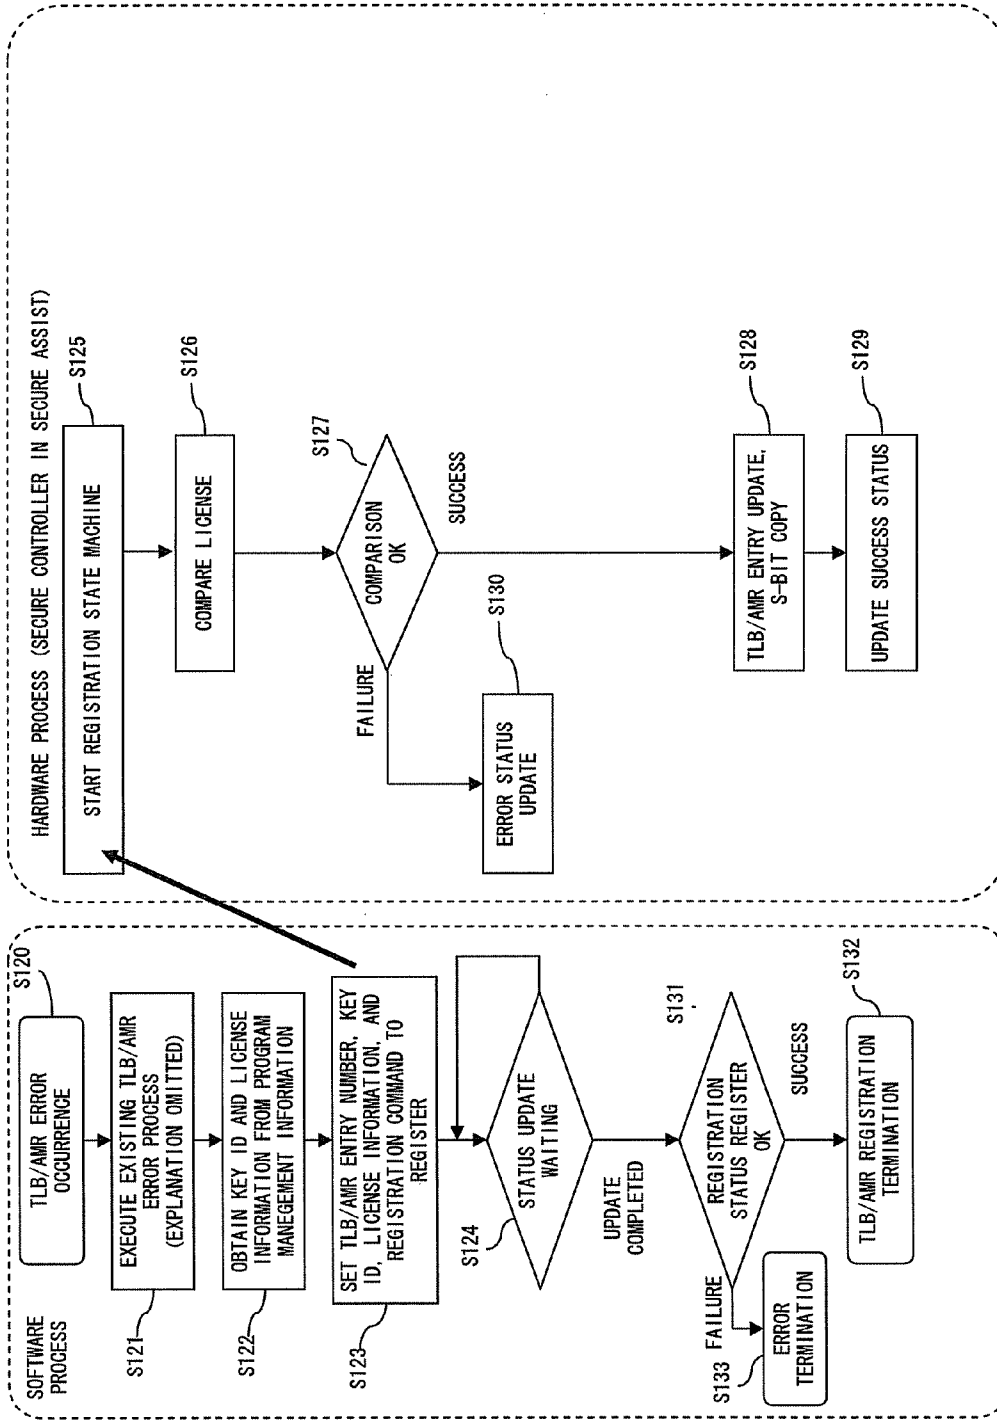 SOFTWARE
PROCESS
S120
TLB/AMR ERROR
OCCURRENCE
S121
EXECUTE EXISTING TLB/AMR
ERROR PROCESS
(EXPLANATION OMITTED)
S122
OBTAIN KEY ID AND LICENSE
INFORMATION FROM PROGRAM
MANEGEMENT INFORMATION
S123
SET TLB/AMR ENTRY NUMBER, KEY
ID, LICENSE INFORMATION, AND
REGISTRATION COMMAND TO
REGISTER
S124
STATUS UPDATE
WAITING
UPDATE
COMPLETED
S131
REGISTRATION
STATUS REGISTER
OK
FAILURE
SUCCESS
S133
ERROR
TERMINATION
S132
TLB/AMR REGISTRATION
TERMINATION
HARDWARE PROCESS (SECURE CONTROLLER IN SECURE ASSIST)
S125
START REGISTRATION STATE MACHINE
S126
COMPARE LICENSE
S127
COMPARISON
OK
FAILURE
SUCCESS
S130
ERROR STATUS
UPDATE
S128
TLB/AMR ENTRY UPDATE,
S-BIT COPY
S129
UPDATE SUCCESS STATUS